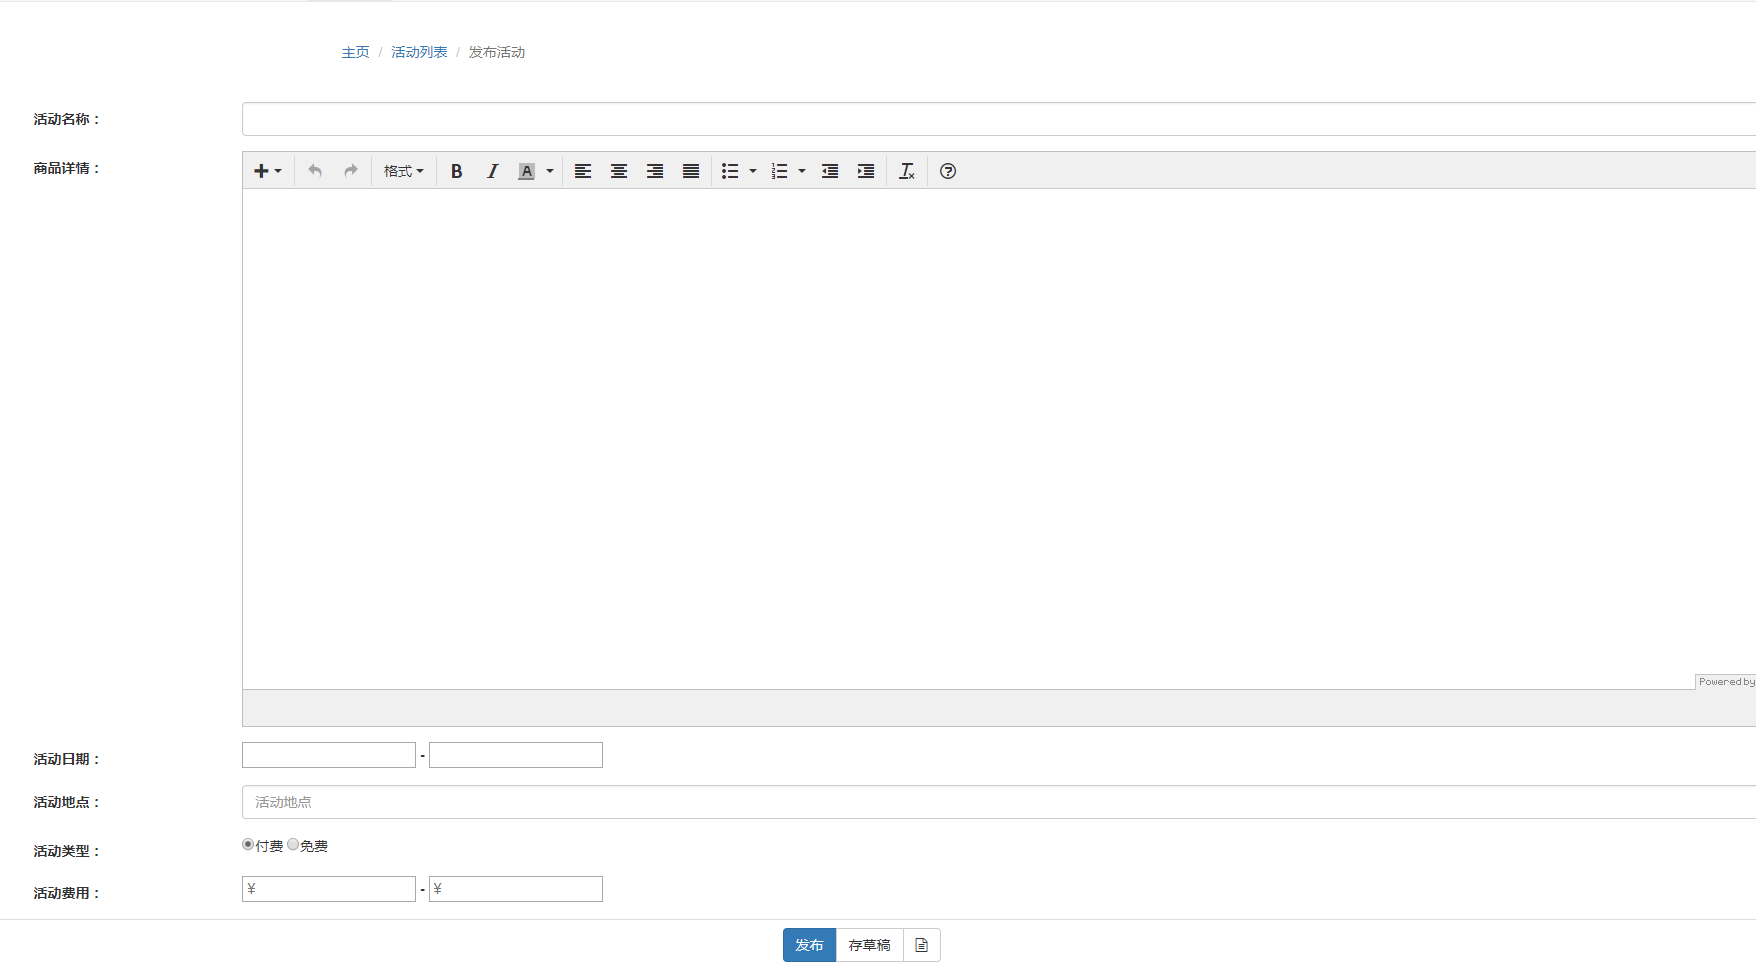 主页 / 活动列表 / 发布活动
活动名称：
商品详情：
格式 B I A
Powered by
活动日期： -
活动地点： 活动地点
活动类型： 付费 免费
活动费用： ¥ - ¥
发布 存草稿